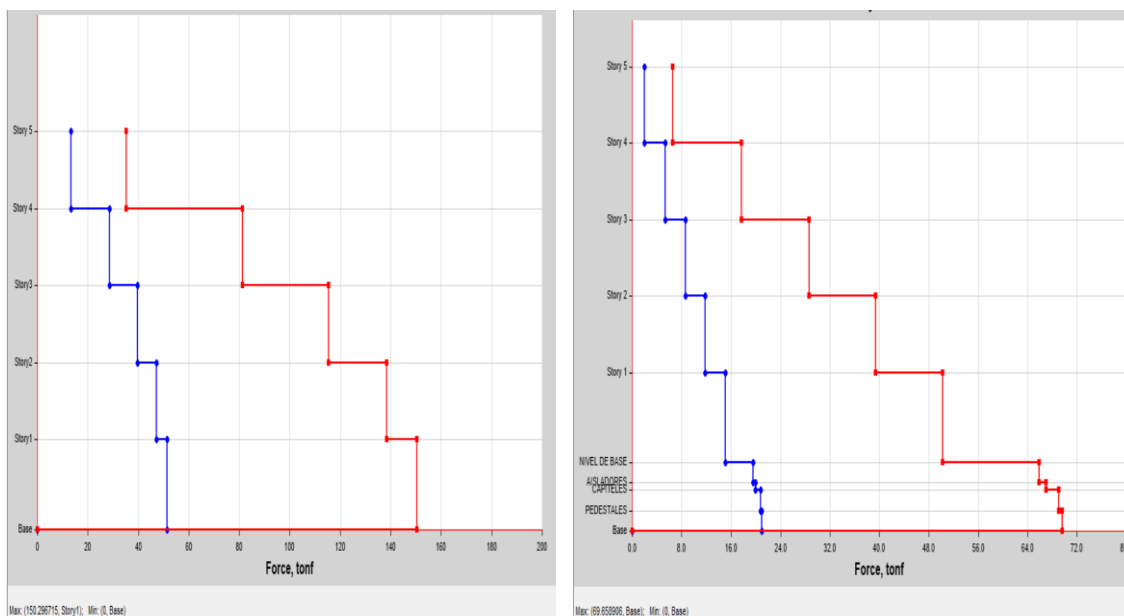 Story 5
Story 4
Story3
Story2
Story1
Base
0 20 40 60 80 100 120 140 160 180 200
Force, tonf
Max: (150.296715, Story1); Min: (0, Base)
Story 5
Story 4
Story 3
Story 2
Story 1
NIVEL DE BASE
AISLADORES
CAPITELES
PEDESTALES
Base
0.0 8.0 16.0 24.0 32.0 40.0 48.0 56.0 64.0 72.0
Force, tonf
Max: (69.658906, Base); Min: (0, Base)